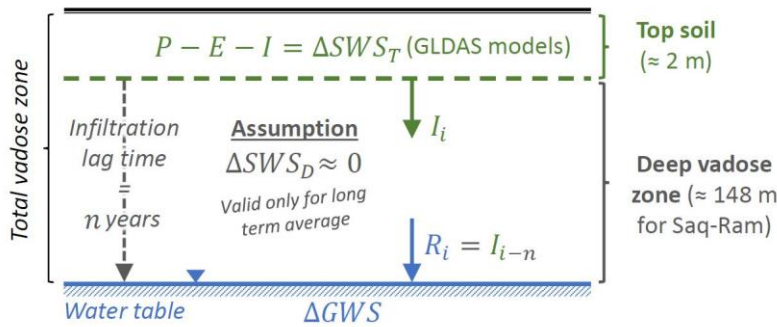 Total vadose zone
P − E − I = ΔSWS_T (GLDAS models)
Top soil
(≈ 2 m)
Infiltration
lag time
=
n years
Assumption
ΔSWS_D ≈ 0
Valid only for long
term average
I_i
R_i = I_{i−n}
Deep vadose
zone (≈ 148 m
for Saq-Ram)
Water table
ΔGWS